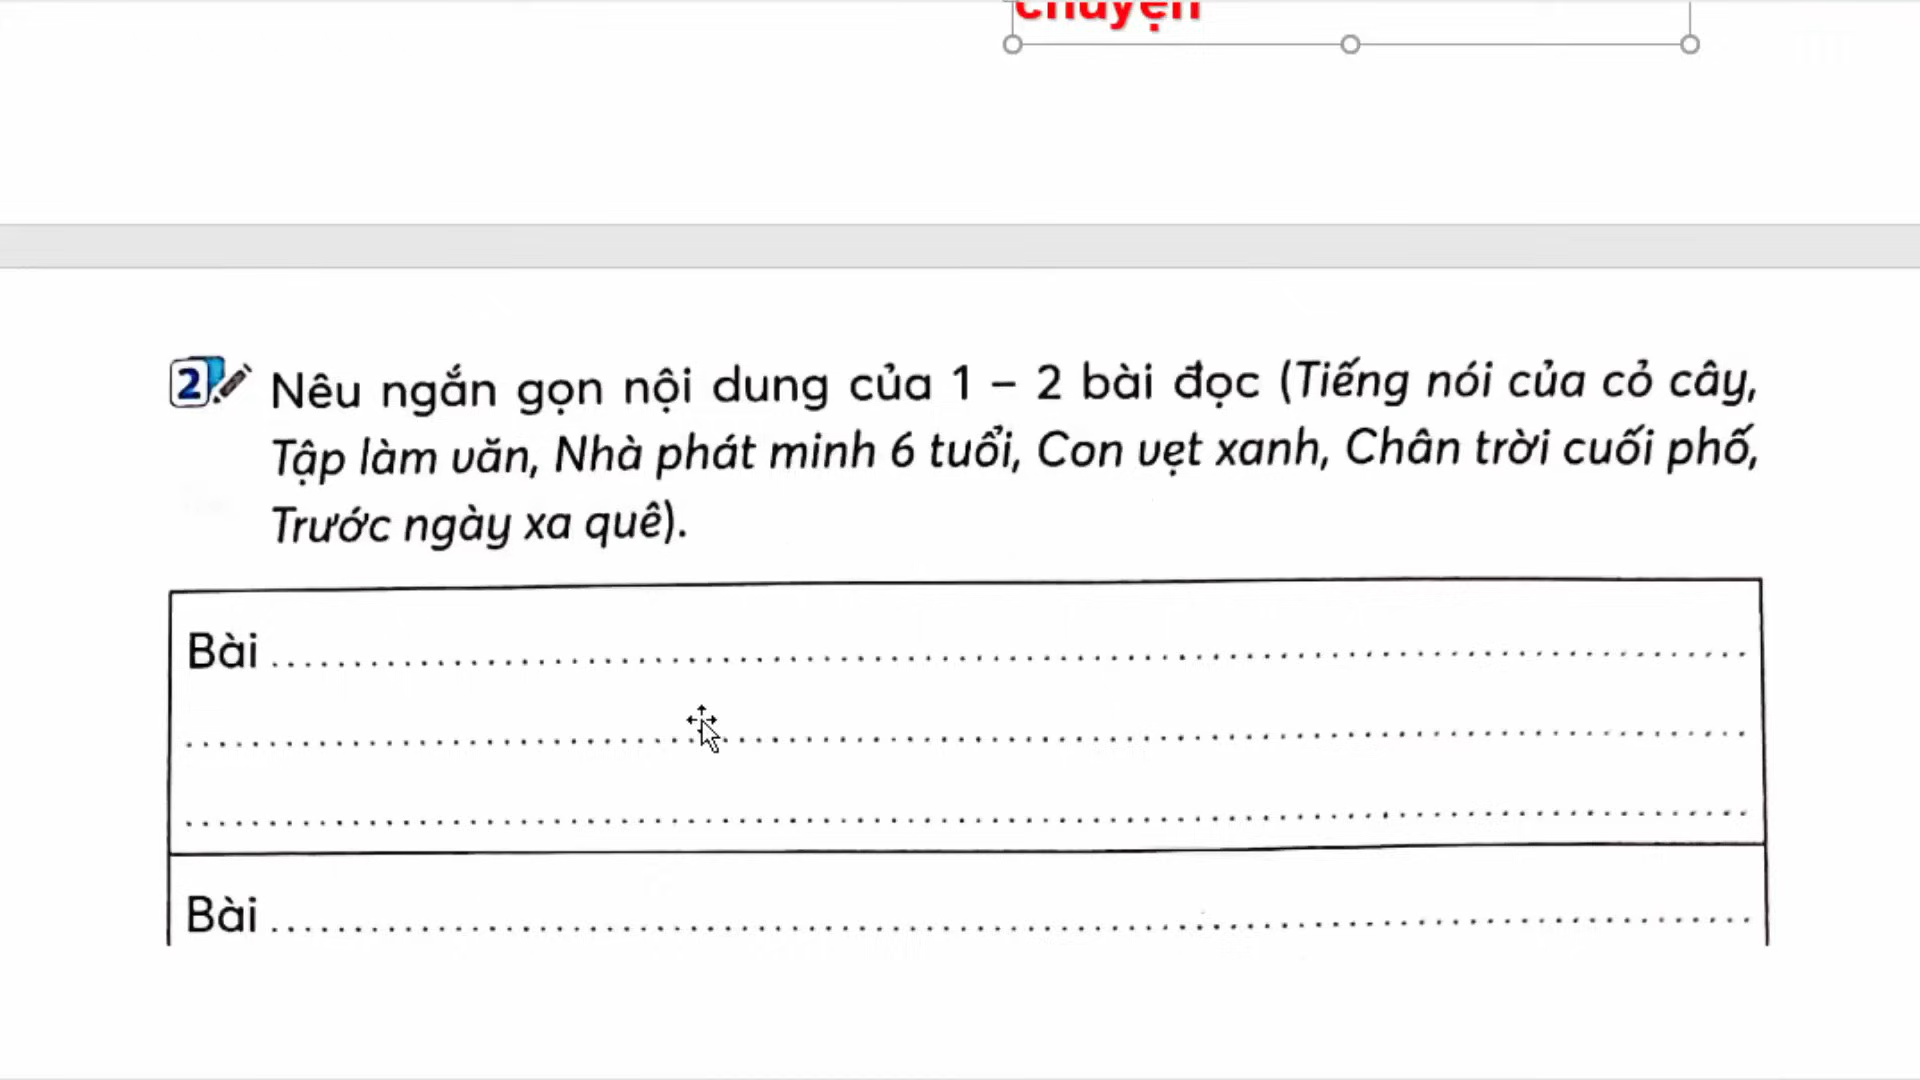 chuyện
2 Nêu ngắn gọn nội dung của 1 – 2 bài đọc (Tiếng nói của cỏ cây,
Tập làm văn, Nhà phát minh 6 tuổi, Con vẹt xanh, Chân trời cuối phố,
Trước ngày xa quê).
Bài
Bài